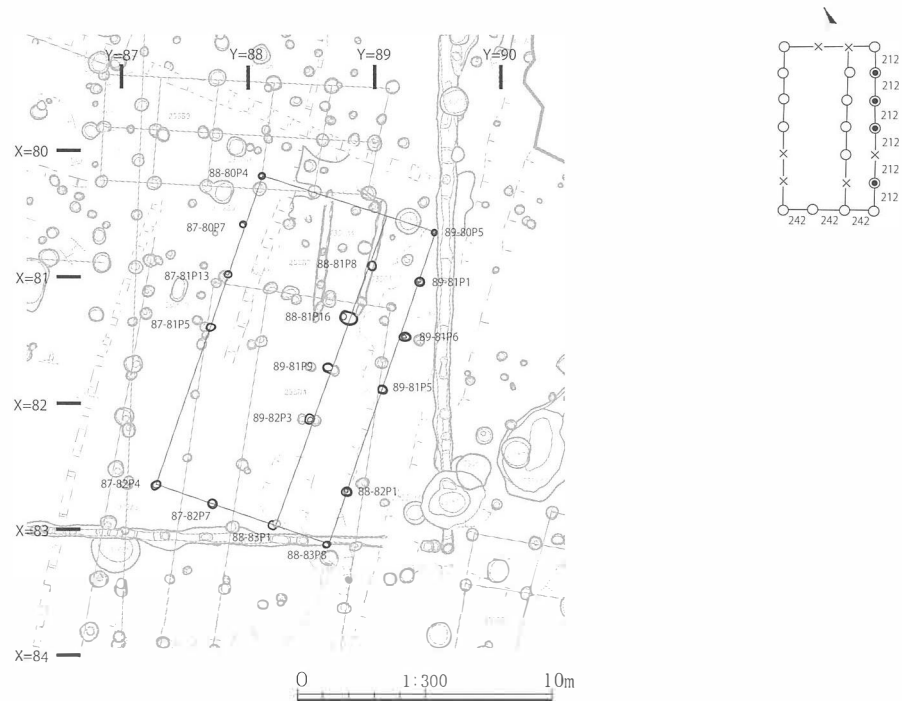 Y=87
Y=88
Y=89
Y=90
X=80
X=81
X=82
X=83
X=84
88-80P4
87-80P7
89-80P5
88-81P8
87-81P13
89-81P1
88-81P16
87-81P5
89-81P6
89-81P9
89-81P5
89-82P3
87-82P4
88-82P1
87-82P7
88-83P1
88-83P8
O 1:300 10m
212
212
212
212
212
212
242 242 242